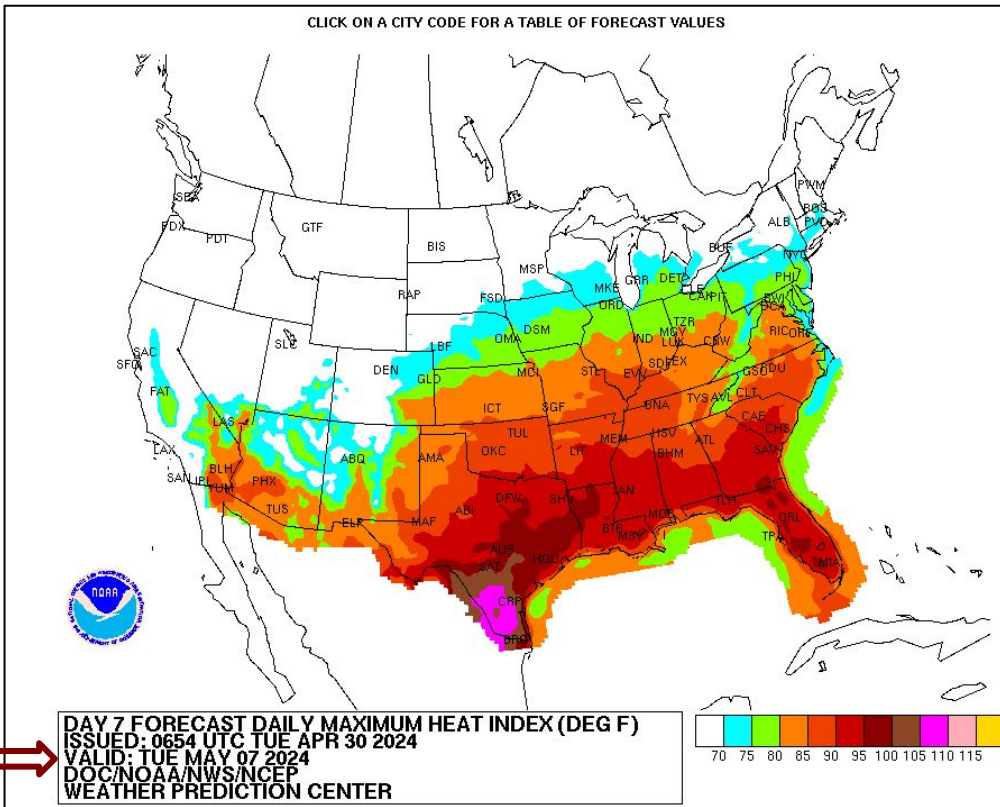 CLICK ON A CITY CODE FOR A TABLE OF FORECAST VALUES
PWM
SEA
BOS
ALB PVD
PDX
PDT
GTF
BIS
BUF
NYC
MSP
GRR DET
MKE
CLE
PHL
RAP
FSD
ORD
CAK PIT
BWI
DCA
TZR
SAC
SLC
LBF
OMA
DSM
IND
MGY
LUK
CRW
RIC ORF
SFO
DEN
GLD
MCI
STL
EVV
SDF
LEX
GSO RDU
FAT
ICT
SGF
BNA
TYS AVL CLT
LAS
TUL
MEM
HSV
ATL
CAE
CHS
LAX
ABQ
AMA
OKC
LIT
BHM
SAV
BLH
SAN IPL
YUM
PHX
TUS
ELP
MAF
ABI
DFW
SHV
JAN
MOB
TLH
BTR
MSY
ORL
TPA
AUS
HOU
SAT
MIA
CRP
BRO
NOAA
DAY 7 FORECAST DAILY MAXIMUM HEAT INDEX (DEG F)
ISSUED: 0654 UTC TUE APR 30 2024
VALID: TUE MAY 07 2024
DOC/NOAA/NWS/NCEP
WEATHER PREDICTION CENTER
70 75 80 85 90 95 100 105 110 115